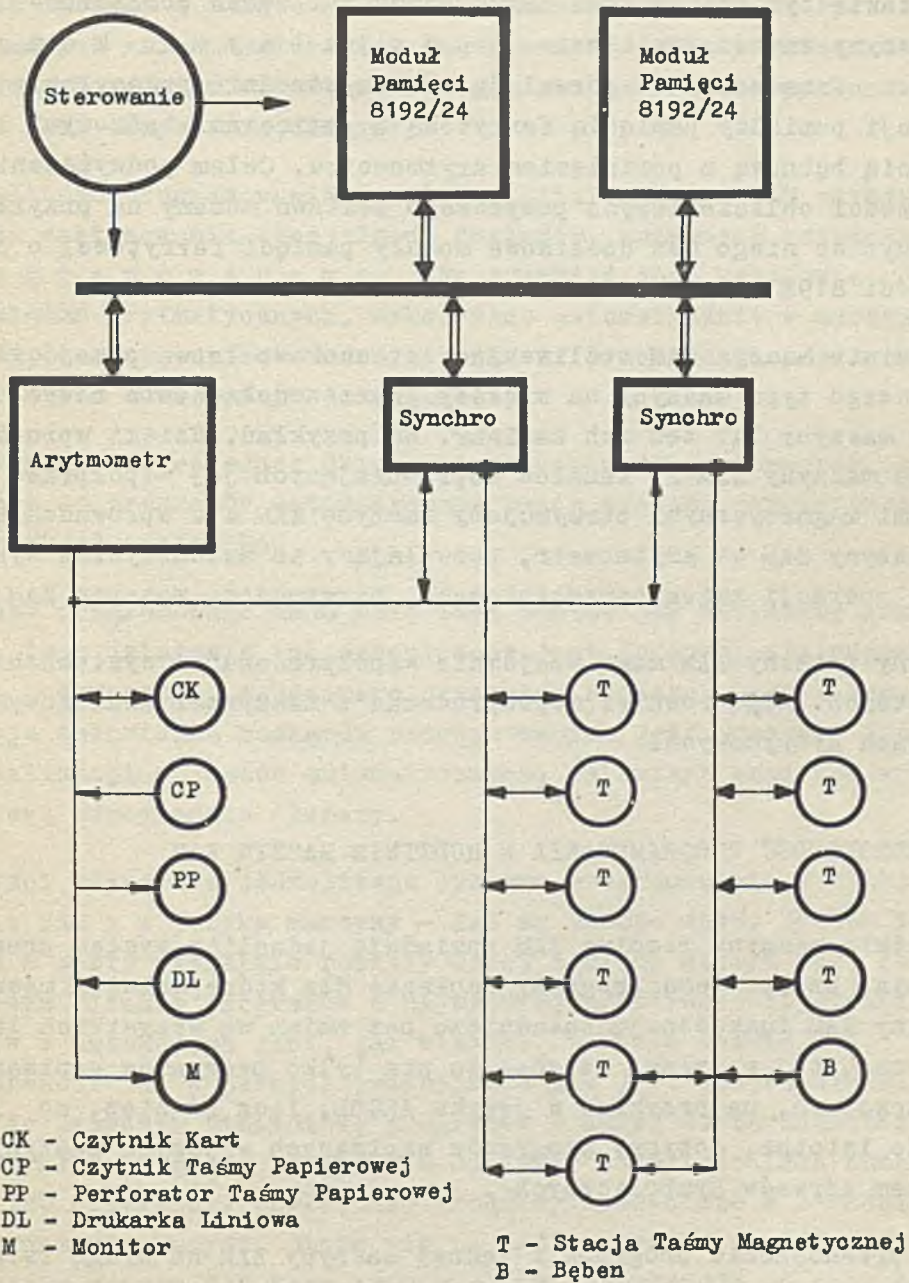 Sterowanie
Moduł
Pamięci
8192/24
Moduł
Pamięci
8192/24
Arytmometr
Synchro
Synchro
CK
CP
PP
DL
M
T
T
T
T
T
T
T
T
T
T
B
CK - Czytnik Kart
CP - Czytnik Taśmy Papierowej
PP - Perforator Taśmy Papierowej
DL - Drukarka Liniowa
M - Monitor
T - Stacja Taśmy Magnetycznej
B - Bęben